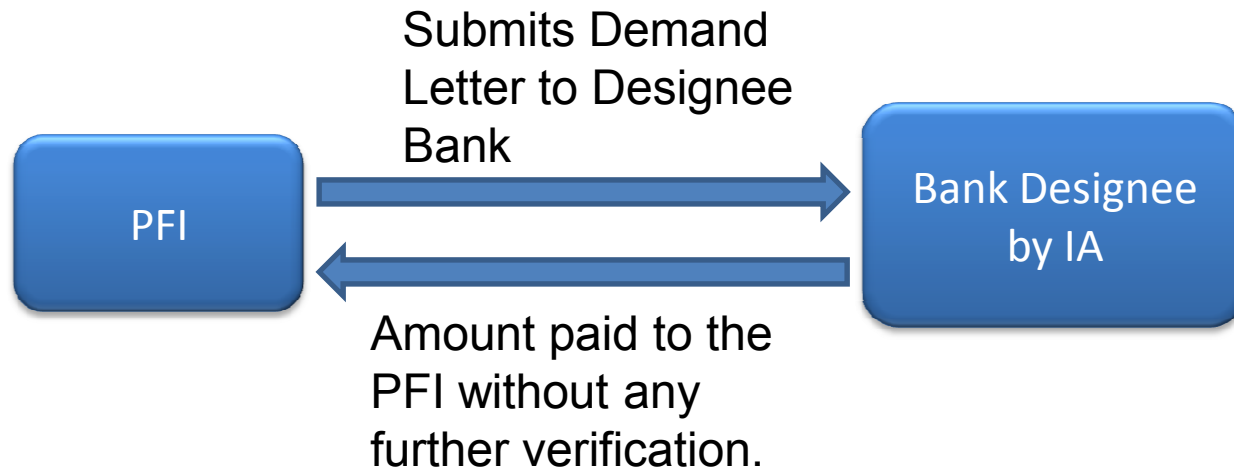 Submits Demand
Letter to Designee
Bank
PFI
Bank Designee
by IA
Amount paid to the
PFI without any
further verification.